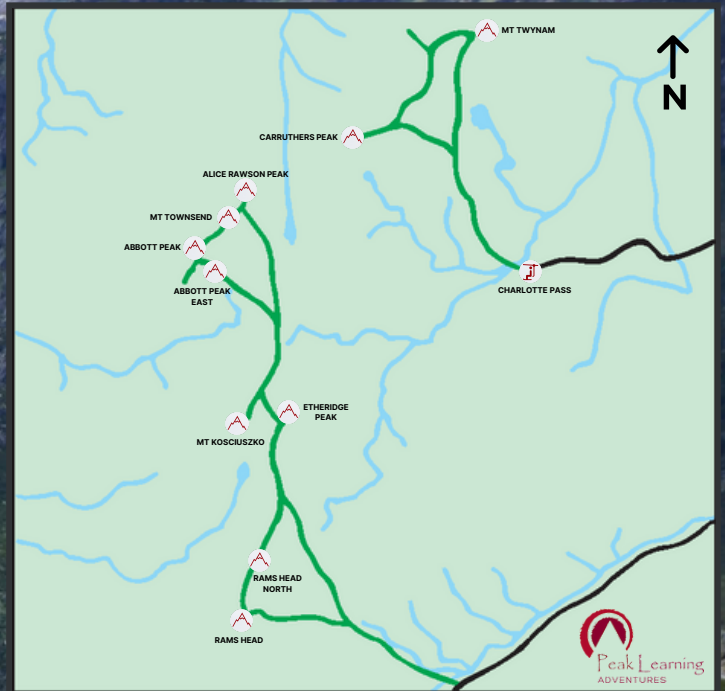 MT TWYNAM
N
CARRUTHERS PEAK
ALICE RAWSON PEAK
MT TOWNSEND
ABBOTT PEAK
ABBOTT PEAK
EAST
CHARLOTTE PASS
ETHERIDGE
PEAK
MT KOSCIUSZKO
RAMS HEAD
NORTH
RAMS HEAD
Peak Learning
ADVENTURES